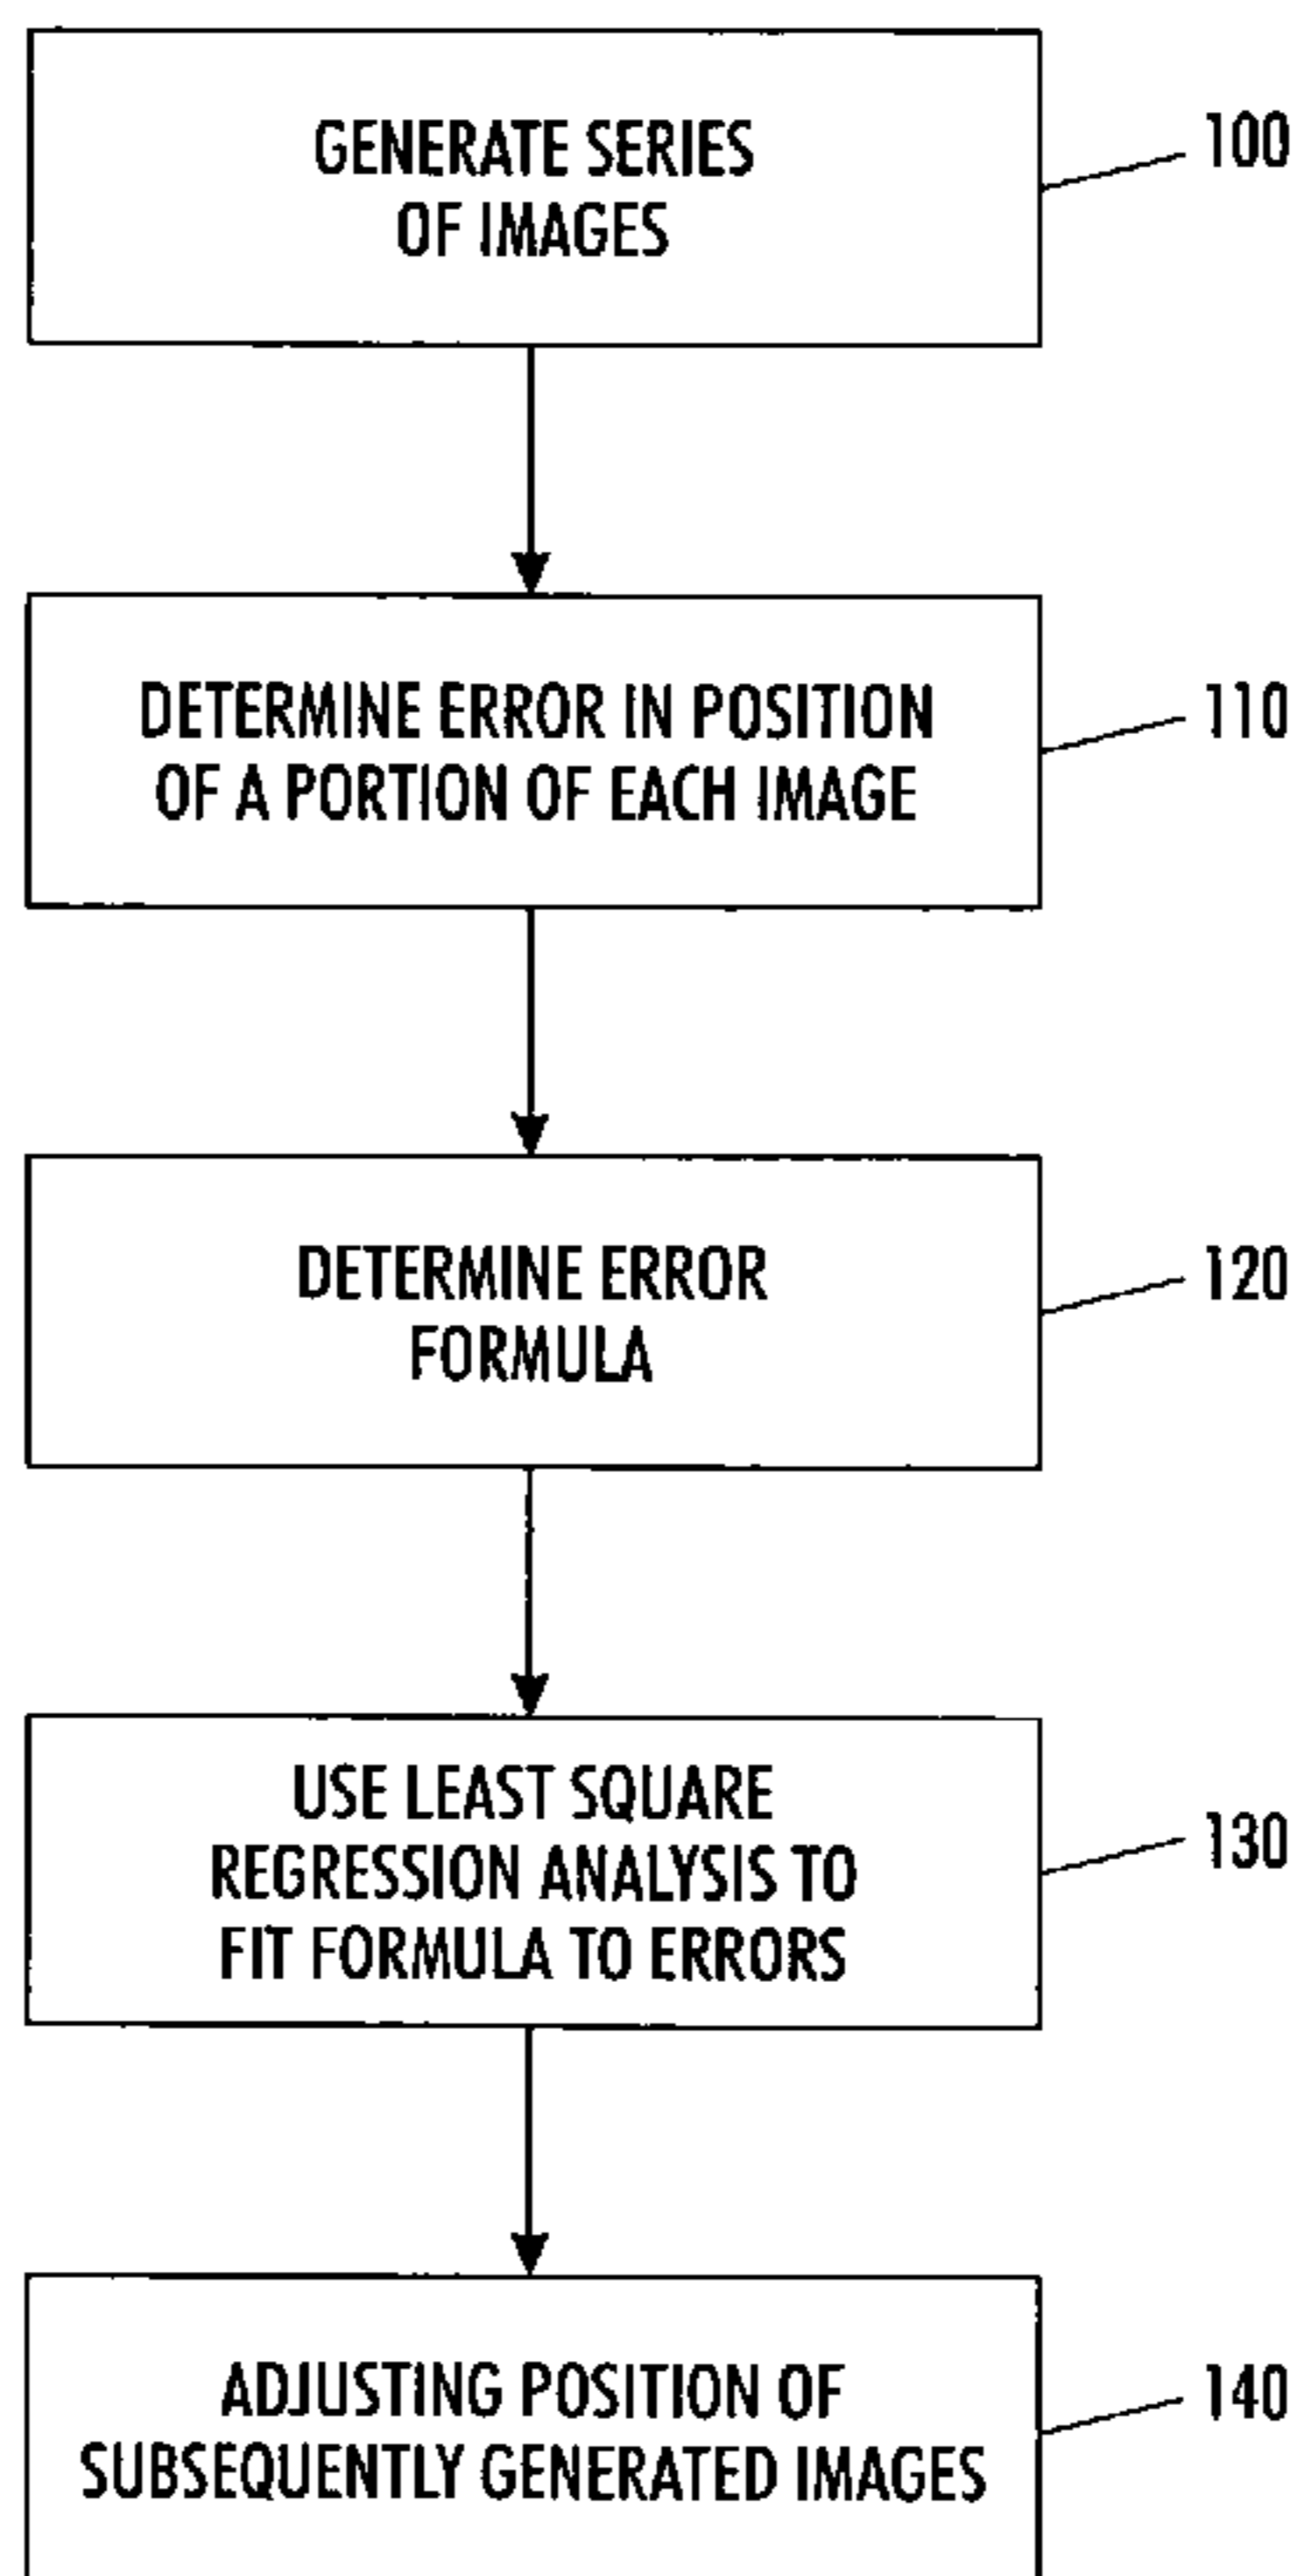 GENERATE SERIES
OF IMAGES
100
DETERMINE ERROR IN POSITION
OF A PORTION OF EACH IMAGE
110
DETERMINE ERROR
FORMULA
120
USE LEAST SQUARE
REGRESSION ANALYSIS TO
FIT FORMULA TO ERRORS
130
ADJUSTING POSITION OF
SUBSEQUENTLY GENERATED IMAGES
140